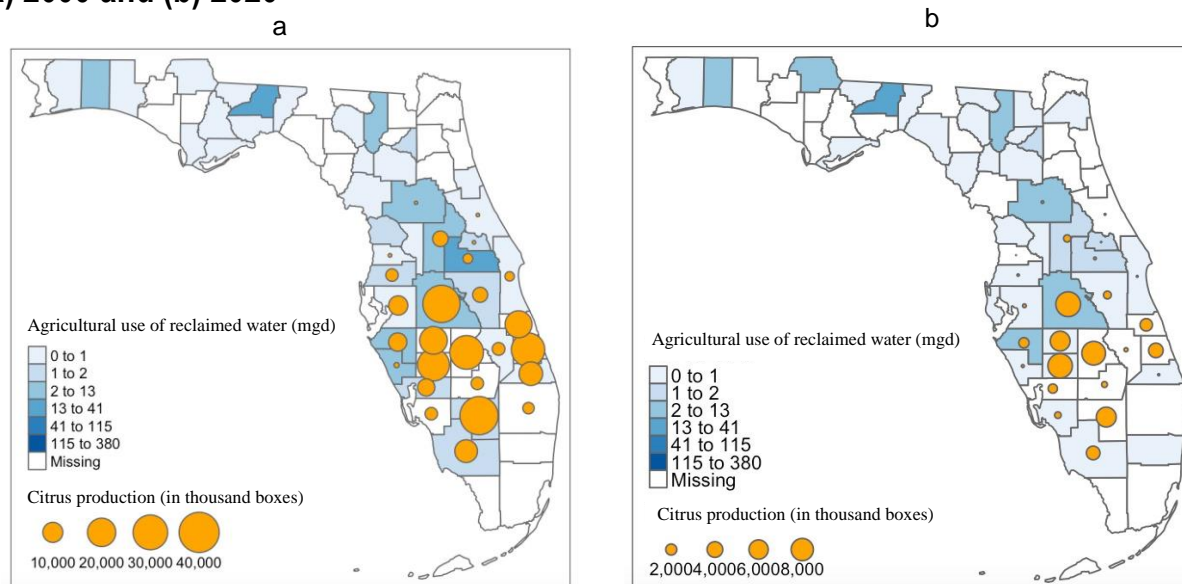 ) 2000 and (b) 2020
a
b
Agricultural use of reclaimed water (mgd)
0 to 1
1 to 2
2 to 13
13 to 41
41 to 115
115 to 380
Missing
Citrus production (in thousand boxes)
10,000 20,000 30,000 40,000
Agricultural use of reclaimed water (mgd)
0 to 1
1 to 2
2 to 13
13 to 41
41 to 115
115 to 380
Missing
Citrus production (in thousand boxes)
2,0004,0006,0008,000